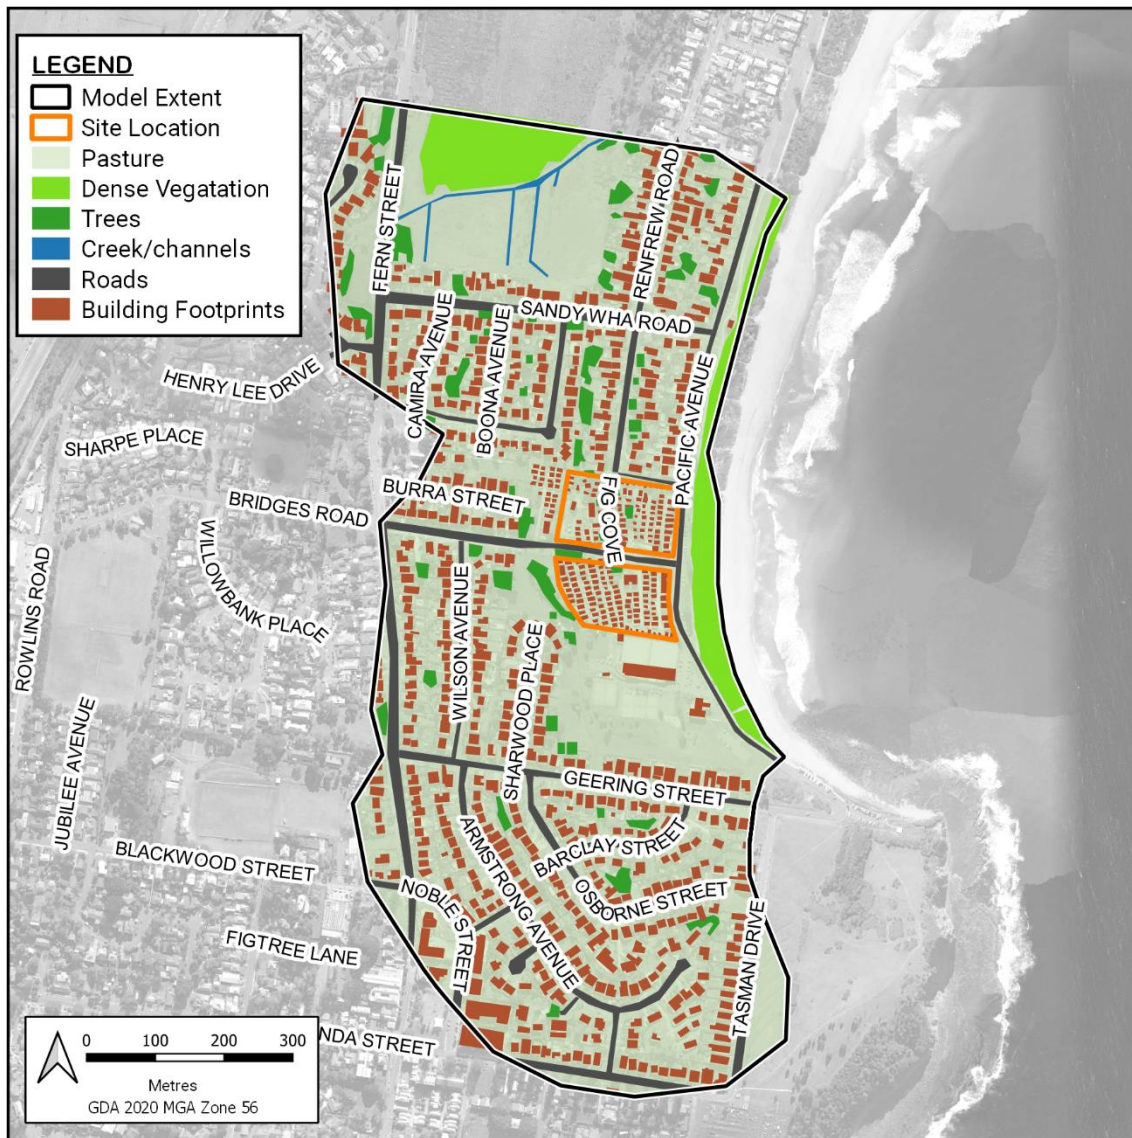 LEGEND
Model Extent
Site Location
Pasture
Dense Vegatation
Trees
Creek/channels
Roads
Building Footprints
FERN STREET
RENFREW ROAD
SANDY WHA ROAD
CAMIRA AVENUE
BOONA AVENUE
PACIFIC AVENUE
HENRY LEE DRIVE
SHARPE PLACE
BURRA STREET
FIG COVE
BRIDGES ROAD
WILLOWBANK PLACE
ROWLINS ROAD
WILSON AVENUE
SHARWOOD PLACE
JUBILEE AVENUE
GEERING STREET
BLACKWOOD STREET
ARMSTRONG AVENUE
BARCLAY STREET
OSBORNE STREET
NOBLE STREET
FIGTREE LANE
TASMAN DRIVE
NDA STREET
0 100 200 300
Metres
GDA 2020 MGA Zone 56